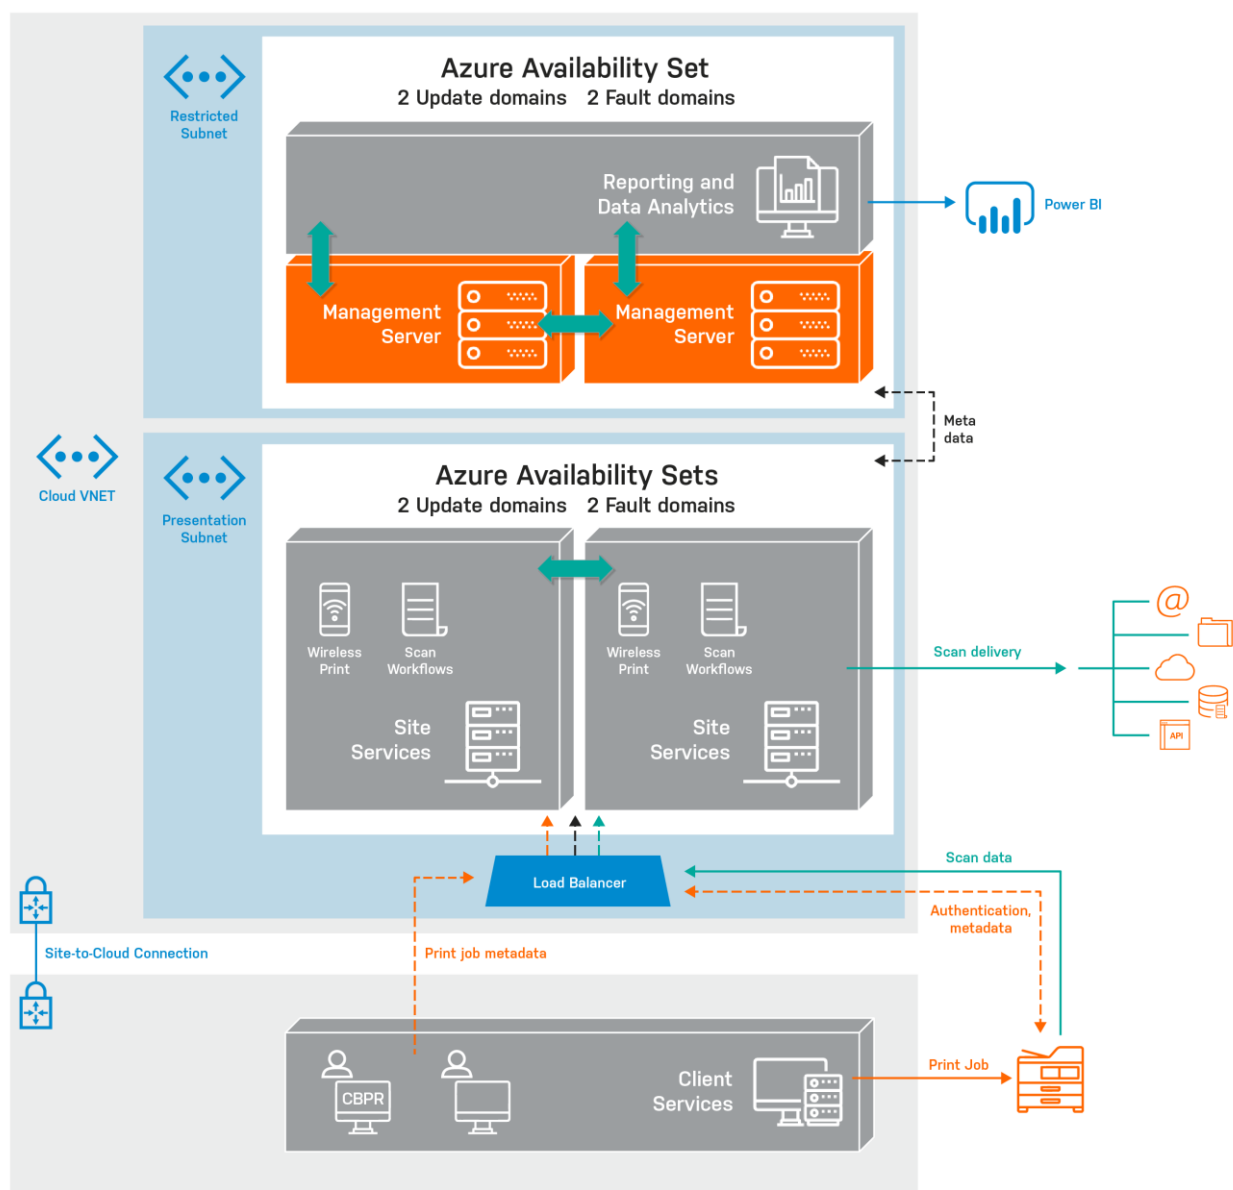 Azure Availability Set
2 Update domains 2 Fault domains
Restricted
Subnet
Reporting and
Data Analytics
Power BI
Management
Server
Management
Server
Meta
data
Cloud VNET
Azure Availability Sets
2 Update domains 2 Fault domains
Presentation
Subnet
Wireless
Print
Scan
Workflows
Wireless
Print
Scan
Workflows
Site
Services
Site
Services
Scan delivery
@
API
Load Balancer
Scan data
Authentication,
metadata
Site-to-Cloud Connection
Print job metadata
CBPR
Client
Services
Print Job